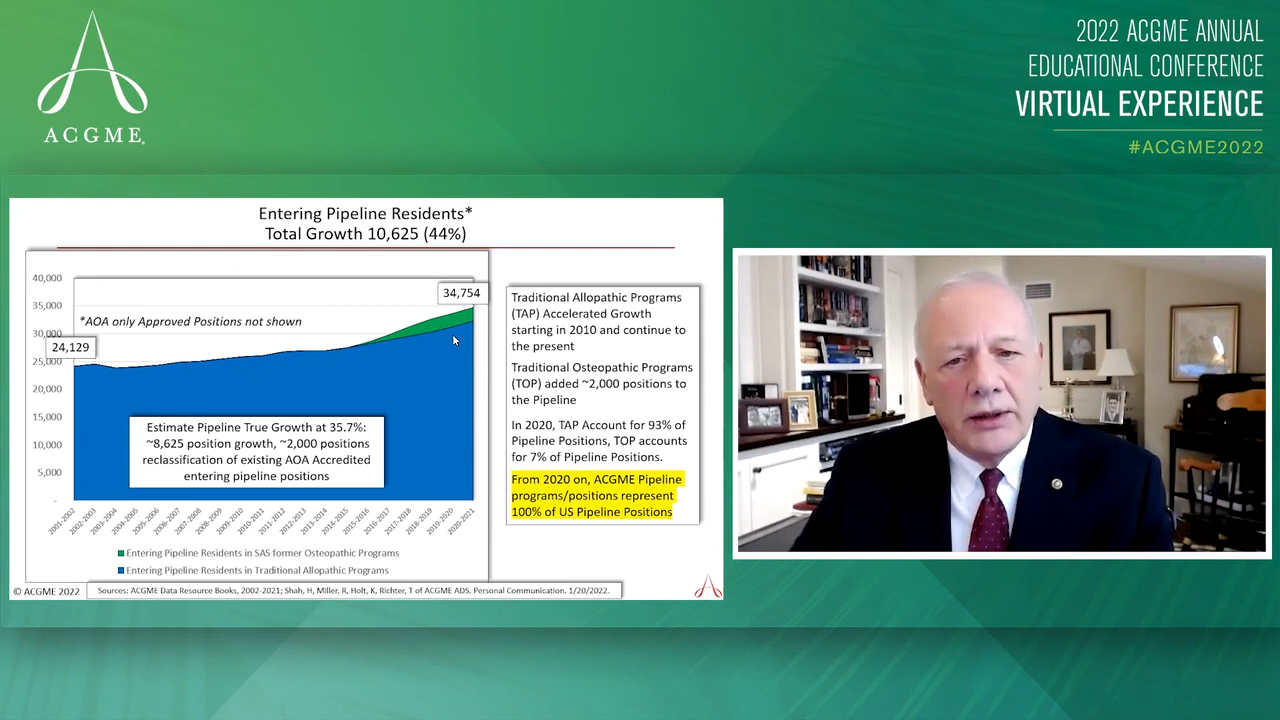 ACGME
2022 ACGME ANNUAL
EDUCATIONAL CONFERENCE
VIRTUAL EXPERIENCE
#ACGME2022
Entering Pipeline Residents*
Total Growth 10,625 (44%)
40,000
35,000
30,000
25,000
20,000
15,000
10,000
5,000
-
34,754
*AOA only Approved Positions not shown
24,129
Estimate Pipeline True Growth at 35.7%:
~8,625 position growth, ~2,000 positions
reclassification of existing AOA Accredited
entering pipeline positions
2001-2002
2002-2003
2003-2004
2004-2005
2005-2006
2006-2007
2007-2008
2008-2009
2009-2010
2010-2011
2011-2012
2012-2013
2013-2014
2014-2015
2015-2016
2016-2017
2017-2018
2018-2019
2019-2020
2020-2021
Entering Pipeline Residents in SAS former Osteopathic Programs
Entering Pipeline Residents in Traditional Allopathic Programs
Traditional Allopathic Programs
(TAP) Accelerated Growth
starting in 2010 and continue to
the present
Traditional Osteopathic Programs
(TOP) added ~2,000 positions to
the Pipeline
In 2020, TAP Account for 93% of
Pipeline Positions, TOP accounts
for 7% of Pipeline Positions.
From 2020 on, ACGME Pipeline
programs/positions represent
100% of US Pipeline Positions
© ACGME 2022
Sources: ACGME Data Resource Books, 2002-2021; Shah, H, Miller, R, Holt, K, Richter, T of ACGME ADS. Personal Communication. 1/20/2022.